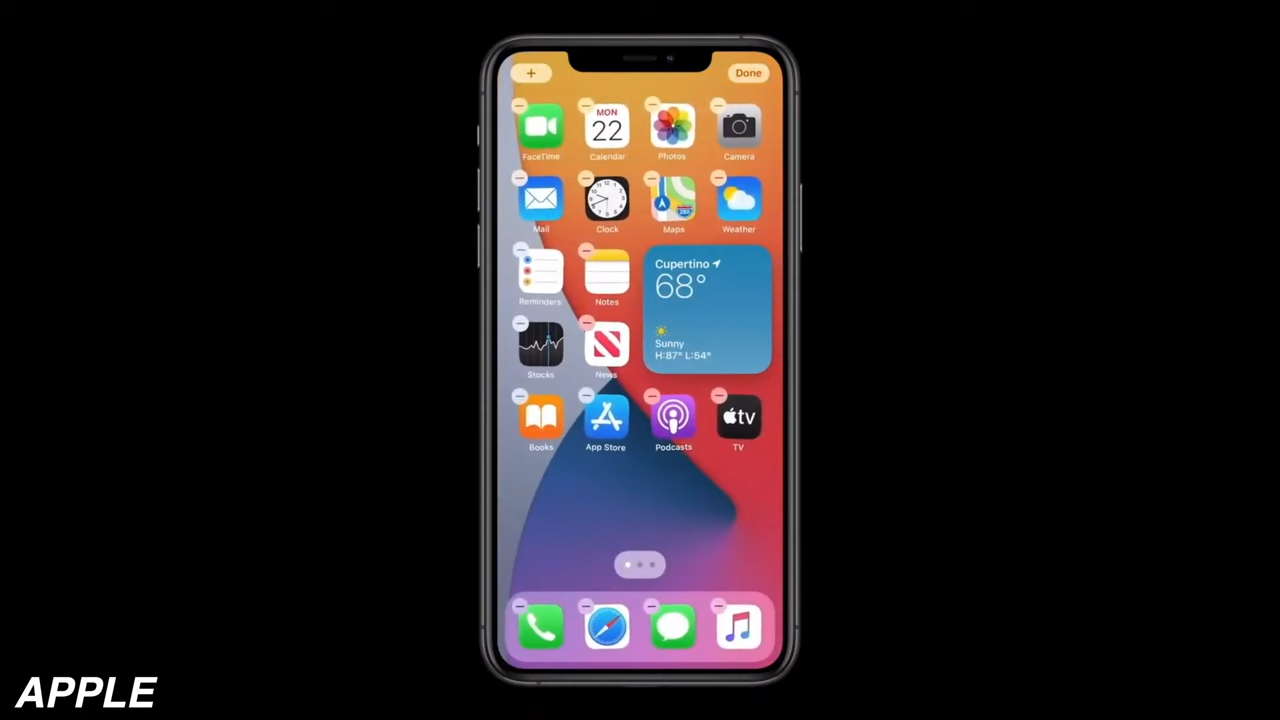 +
Done
MON
22
FaceTime
Calendar
Photos
Camera
280
Mail
Clock
Maps
Weather
Cupertino
68°
Sunny
H:87° L:54°
Reminders
Notes
Stocks
News
tv
Books
App Store
Podcasts
TV
APPLE